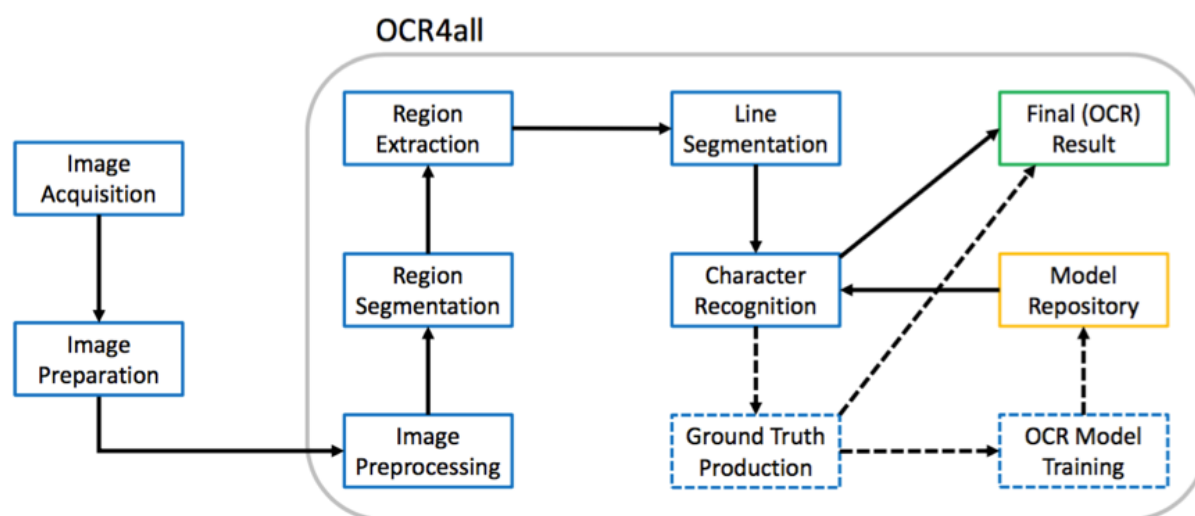 OCR4all
Image
Acquisition
Image
Preparation
Image
Preprocessing
Region
Segmentation
Region
Extraction
Line
Segmentation
Character
Recognition
Ground Truth
Production
OCR Model
Training
Model
Repository
Final (OCR)
Result